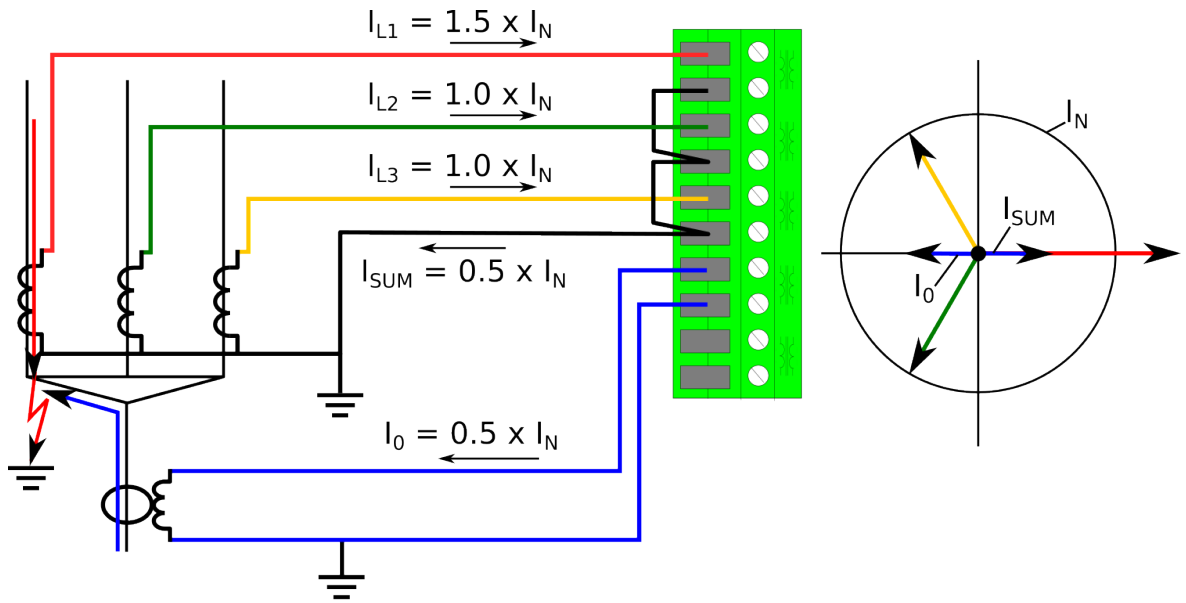 I_L1 = 1.5 x I_N
I_L2 = 1.0 x I_N
I_L3 = 1.0 x I_N
I_SUM = 0.5 x I_N
I_0 = 0.5 x I_N
I_N
I_SUM
I_0